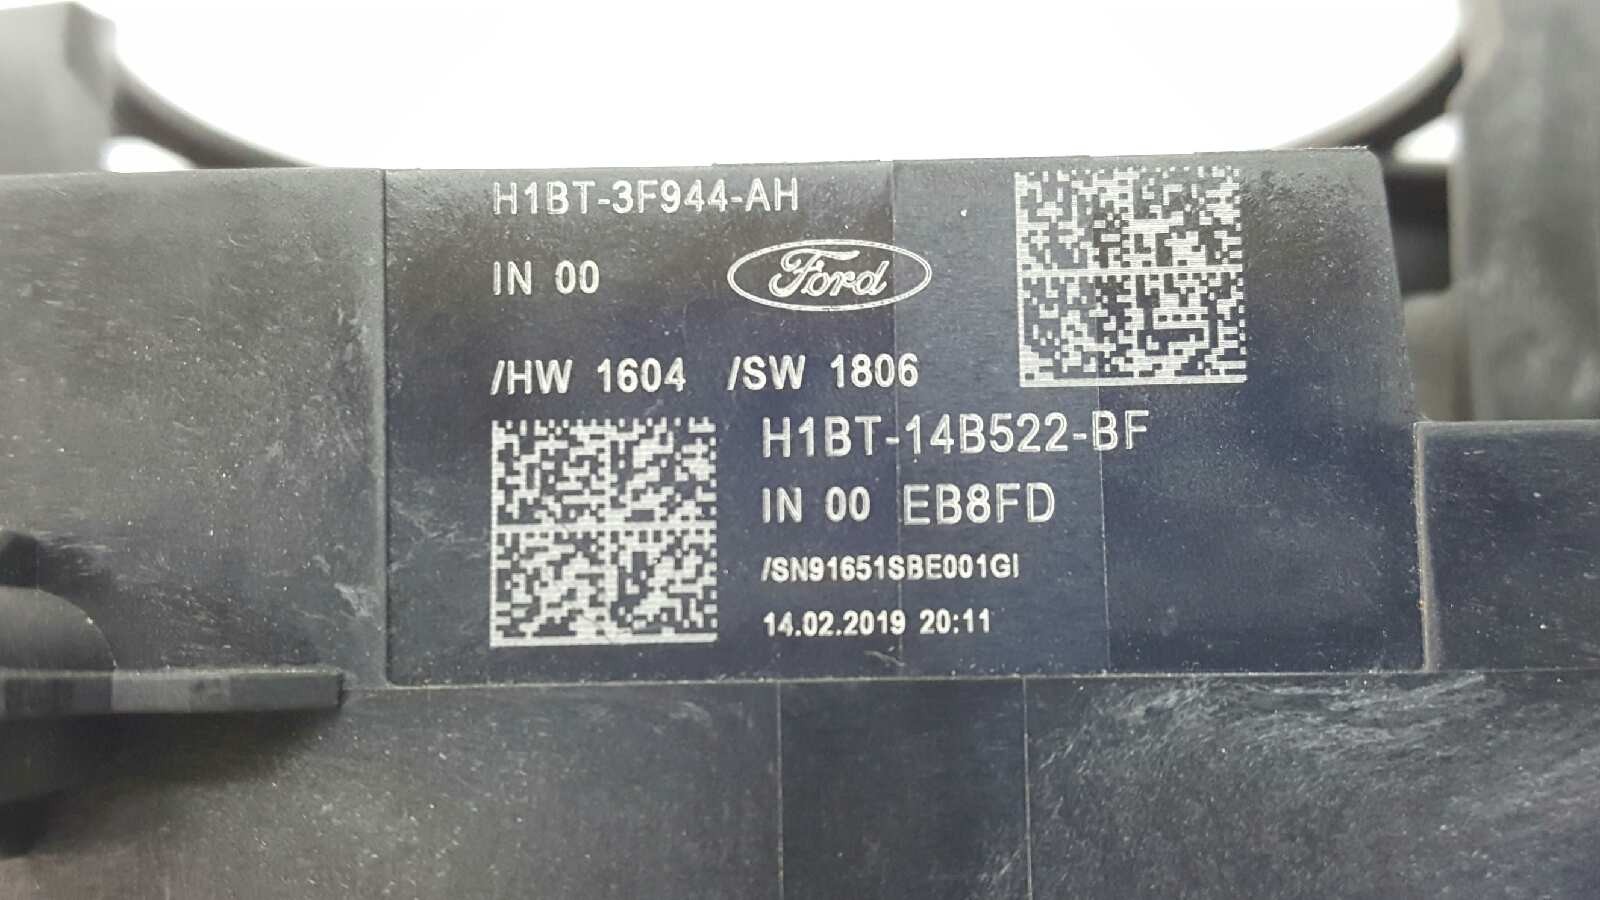 H1BT-3F944-AH
IN 00
Ford
/HW 1604 /SW 1806
H1BT-14B522-BF
IN 00 EB8FD
/SN91651SBE001GI
14.02.2019 20:11